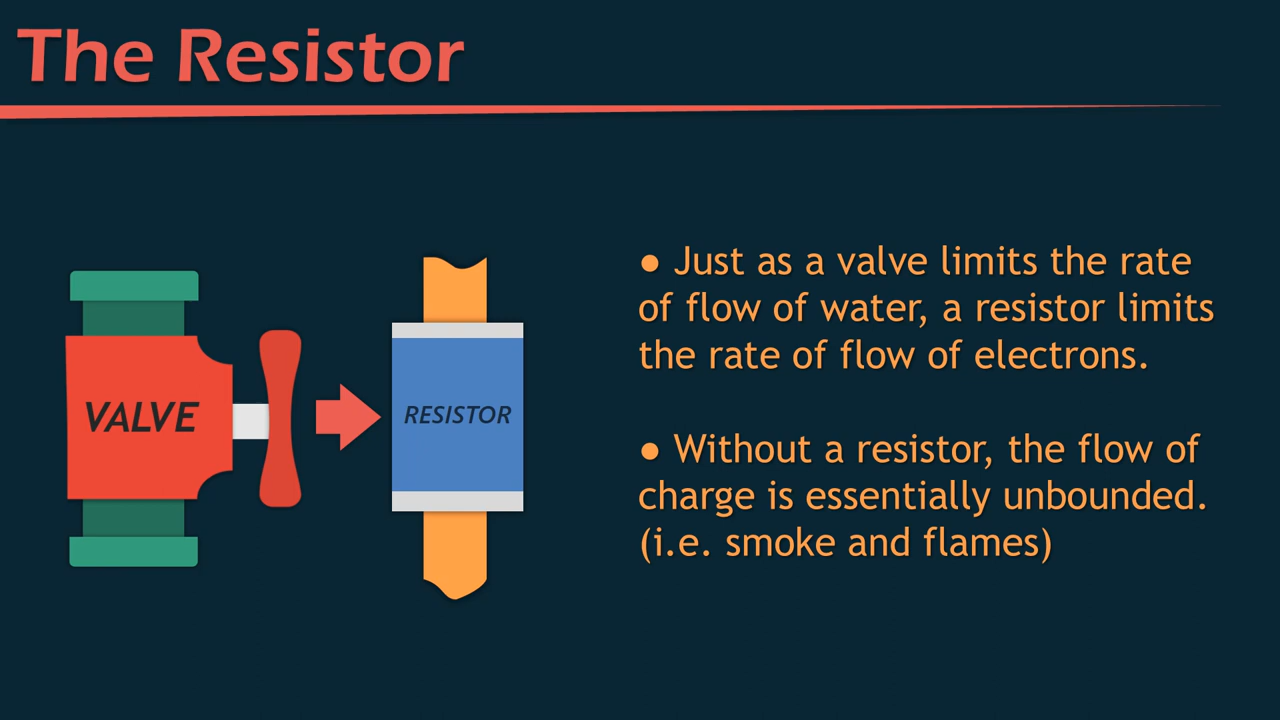 The Resistor
VALVE
RESISTOR
● Just as a valve limits the rate
of flow of water, a resistor limits
the rate of flow of electrons.
● Without a resistor, the flow of
charge is essentially unbounded.
(i.e. smoke and flames)